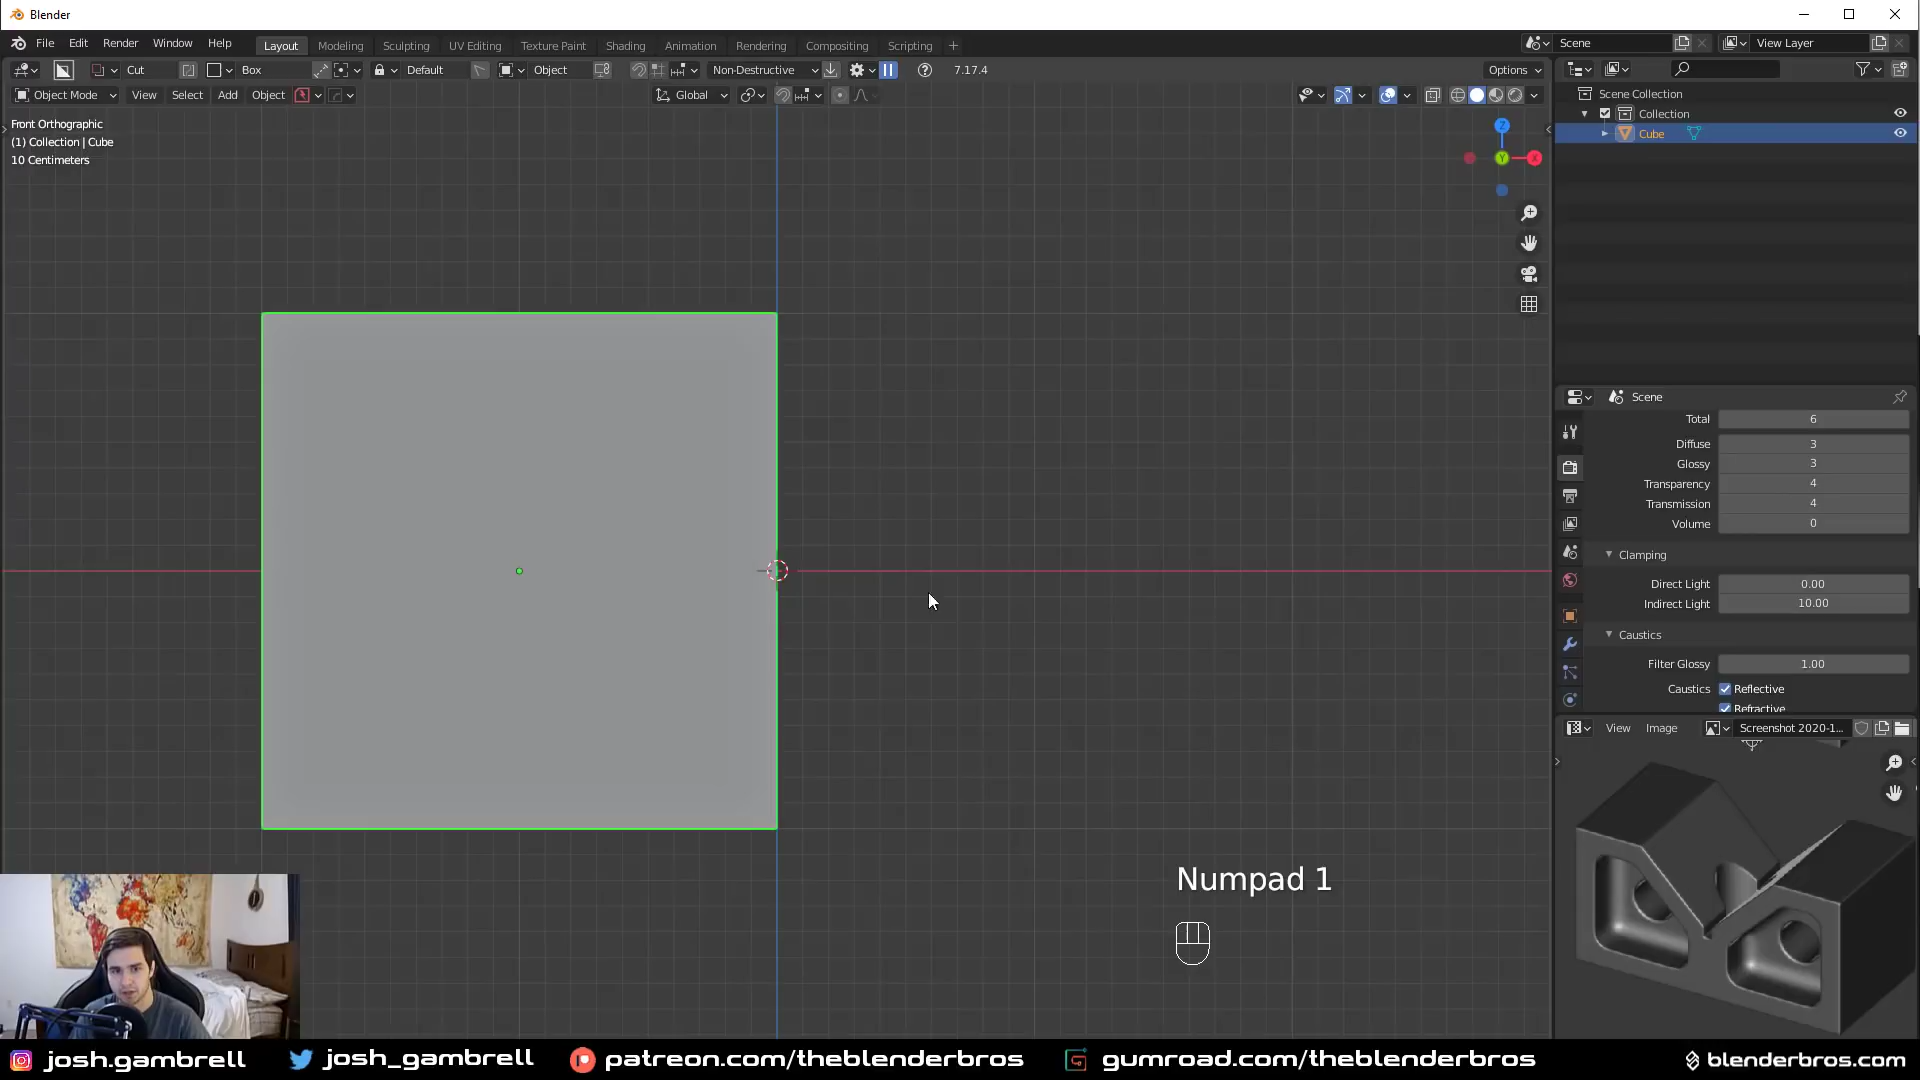 Blender
File Edit Render Window Help
Layout Modeling Sculpting UV Editing Texture Paint Shading Animation Rendering Compositing Scripting +
Scene
View Layer
Cut Box Default Object Non-Destructive 7.17.4 Options
Object Mode View Select Add Object Global
Front Orthographic
(1) Collection | Cube
10 Centimeters
Z
Y
X
Scene Collection
Collection
Cube
Scene
Total 6
Diffuse 3
Glossy 3
Transparency 4
Transmission 4
Volume 0
Clamping
Direct Light 0.00
Indirect Light 10.00
Caustics
Filter Glossy 1.00
Caustics Reflective
Refractive
View Image Screenshot 2020-1...
Numpad 1
josh.gambrell josh_gambrell patreon.com/theblenderbros gumroad.com/theblenderbros blenderbros.com